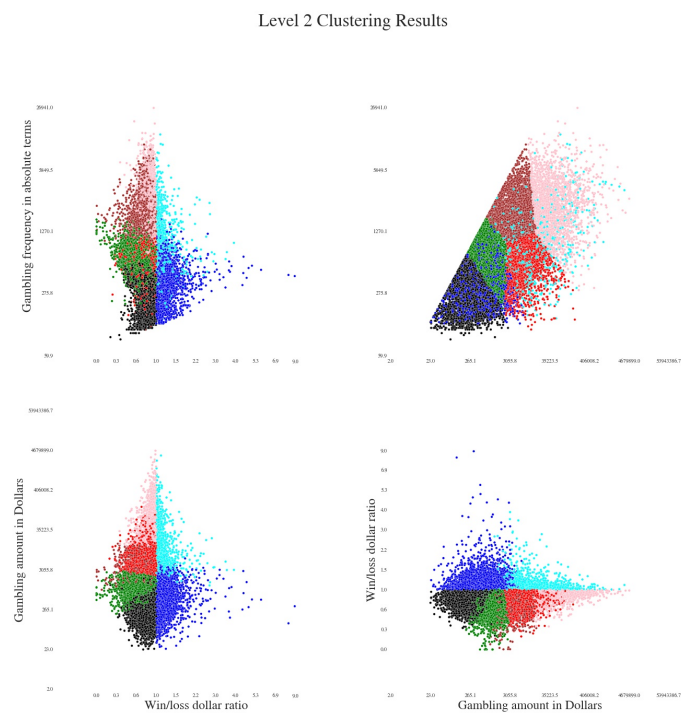 Level 2 Clustering Results
Gambling frequency in absolute terms
26941.0 26941.0
5849.5 5849.5
1270.1 1270.1
275.8 275.8
59.9 59.9
0.0 0.3 0.6 1.0 1.5 2.2 3.0 4.0 5.3 6.8 9.0
2.0 23.0 265.1 3055.8 35223.5 406008.2 4679899.0 53943386.7
Gambling amount in Dollars
53943386.7
4679899.0
406008.2
35223.5
3055.8
265.1
23.0
2.0
0.0 0.3 0.6 1.0 1.5 2.2 3.0 4.0 5.3 6.8 9.0
Win/loss dollar ratio
Win/loss dollar ratio
9.0
6.8
5.3
4.0
3.0
2.2
1.5
1.0
0.6
0.3
0.0
2.0 23.0 265.1 3055.8 35223.5 406008.2 4679899.0 53943386.7
Gambling amount in Dollars